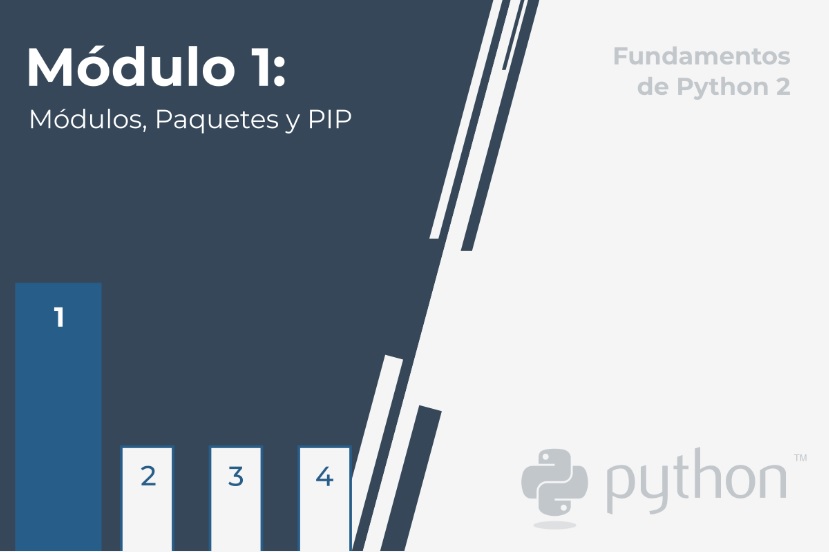 Módulo 1:
Módulos, Paquetes y PIP
Fundamentos
de Python 2
1
2
3
4
python™